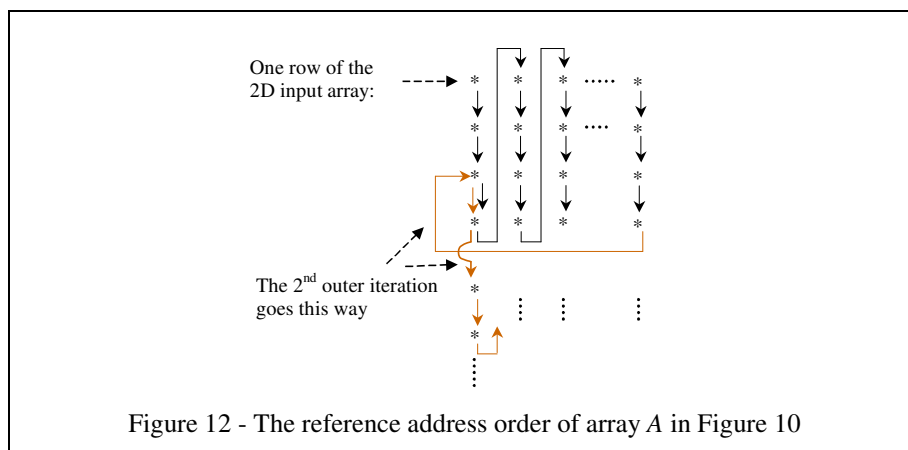 One row of the
2D input array:
* * * ..... *
* * * .... *
* * * *
* * * *
The 2nd outer iteration
goes this way
*
*
Figure 12 - The reference address order of array A in Figure 10